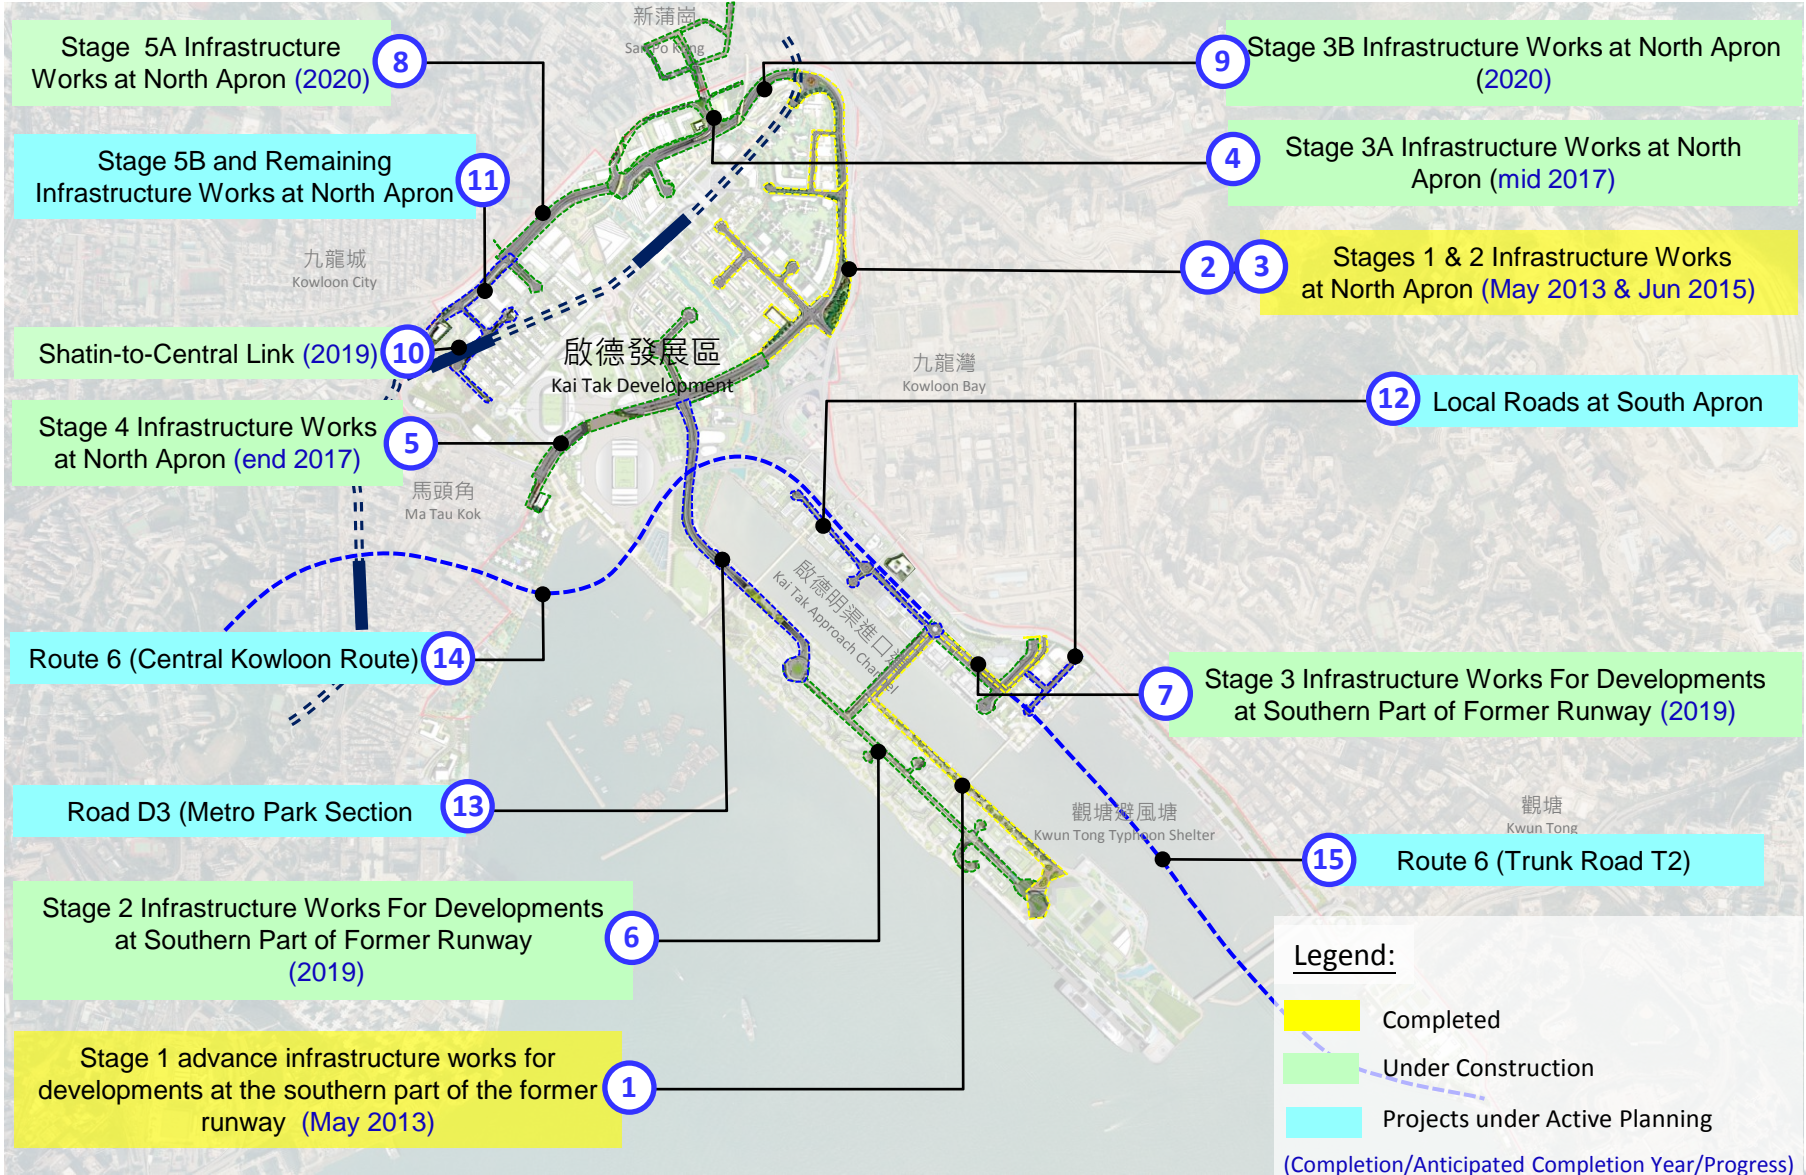 新蒲崗
San Po Kong
Stage 5A Infrastructure
Works at North Apron (2020)
8
9
Stage 3B Infrastructure Works at North Apron
(2020)
Stage 5B and Remaining
Infrastructure Works at North Apron
11
4
Stage 3A Infrastructure Works at North
Apron (mid 2017)
九龍城
Kowloon City
2
3
Stages 1 & 2 Infrastructure Works
at North Apron (May 2013 & Jun 2015)
Shatin-to-Central Link (2019)
10
啟德發展區
Kai Tak Development
九龍灣
Kowloon Bay
12
Local Roads at South Apron
Stage 4 Infrastructure Works
at North Apron (end 2017)
5
馬頭角
Ma Tau Kok
啟德明渠進口
Kai Tak Approach Channel
Route 6 (Central Kowloon Route)
14
7
Stage 3 Infrastructure Works For Developments
at Southern Part of Former Runway (2019)
Road D3 (Metro Park Section
13
觀塘避風塘
Kwun Tong Typhoon Shelter
觀塘
Kwun Tong
15
Route 6 (Trunk Road T2)
Stage 2 Infrastructure Works For Developments
at Southern Part of Former Runway
(2019)
6
Stage 1 advance infrastructure works for
developments at the southern part of the former
runway (May 2013)
1
Legend:
Completed
Under Construction
Projects under Active Planning
(Completion/Anticipated Completion Year/Progress)